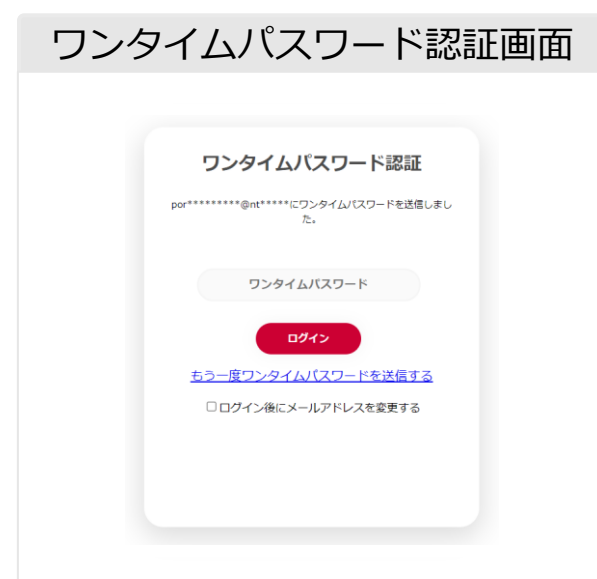 ワンタイムパスワード認証画面
ワンタイムパスワード認証
por*********@nt*****にワンタイムパスワードを送信しまし
た。
ワンタイムパスワード
ログイン
もう一度ワンタイムパスワードを送信する
ログイン後にメールアドレスを変更する